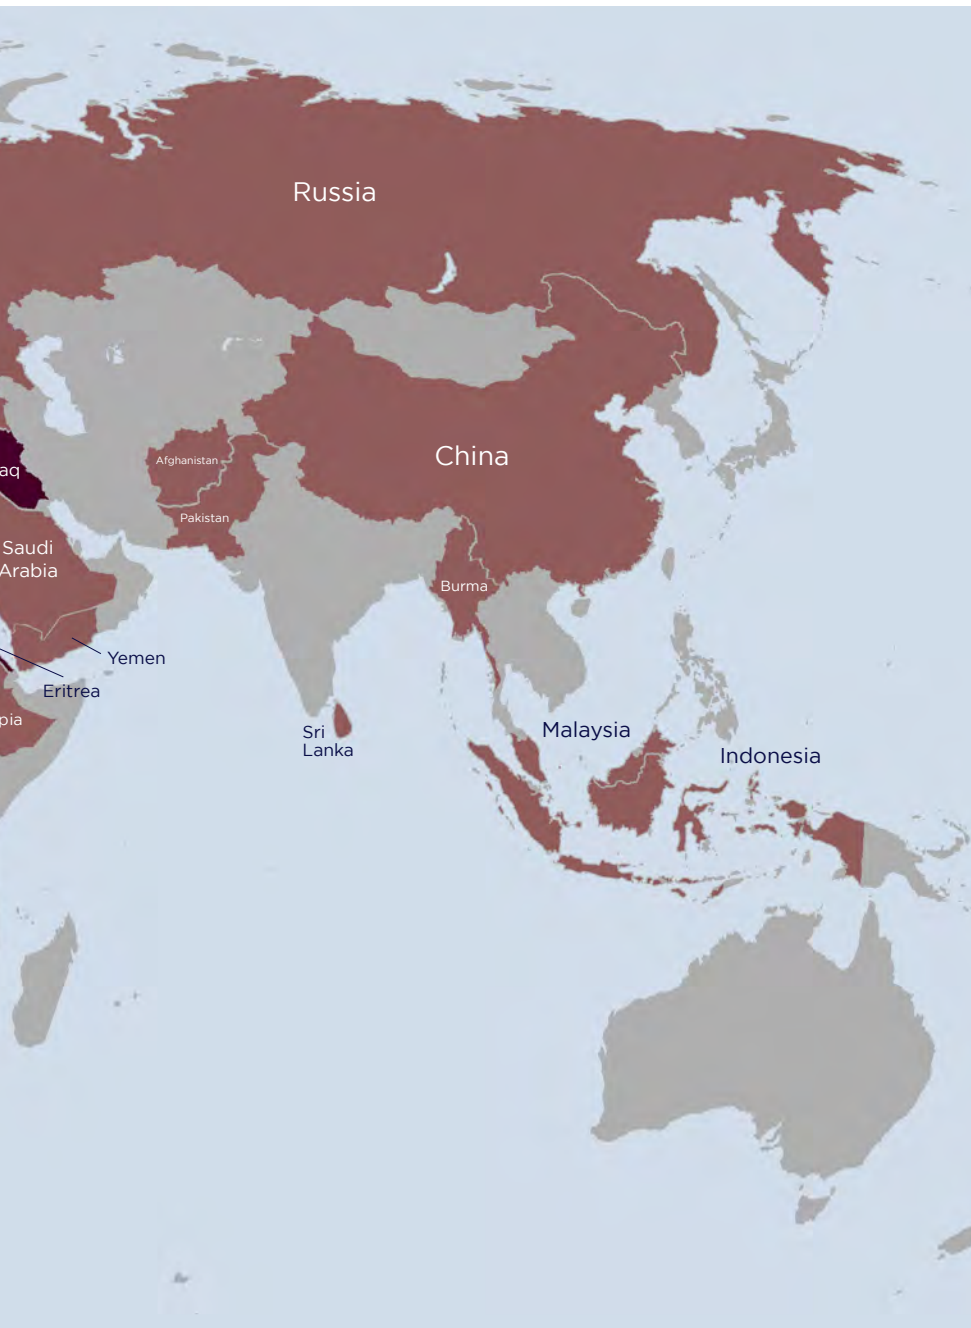 Russia
China
Afghanistan
aq
Pakistan
Saudi
Arabia
Burma
Yemen
Eritrea
pia
Sri
Lanka
Malaysia
Indonesia